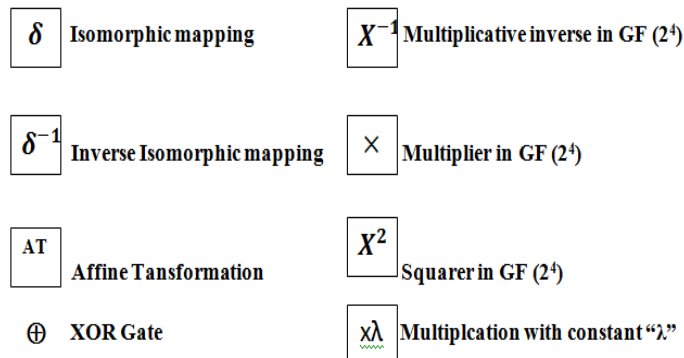 δ Isomorphic mapping
X⁻¹ Multiplicative inverse in GF (2⁴)
δ⁻¹ Inverse Isomorphic mapping
× Multiplier in GF (2⁴)
AT Affine Tansformation
X² Squarer in GF (2⁴)
⊕ XOR Gate
xλ Multiplcation with constant “λ”